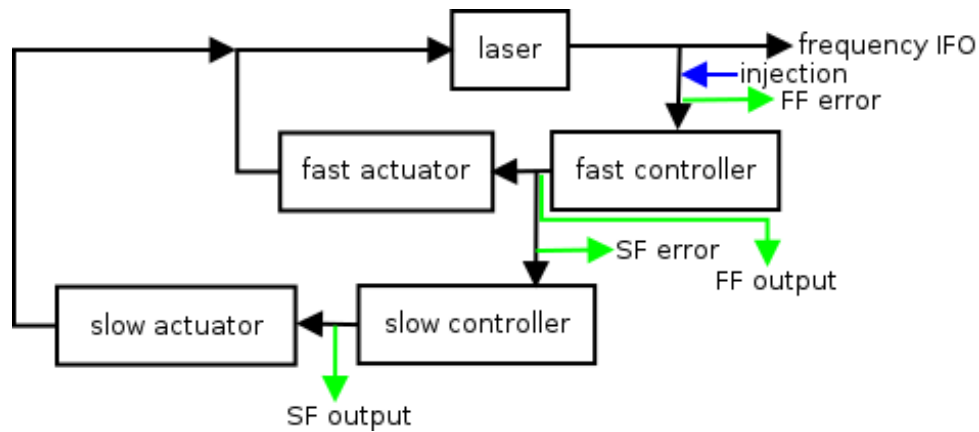 laser
frequency IFO
injection
FF error
fast actuator
fast controller
SF error
FF output
slow actuator
slow controller
SF output